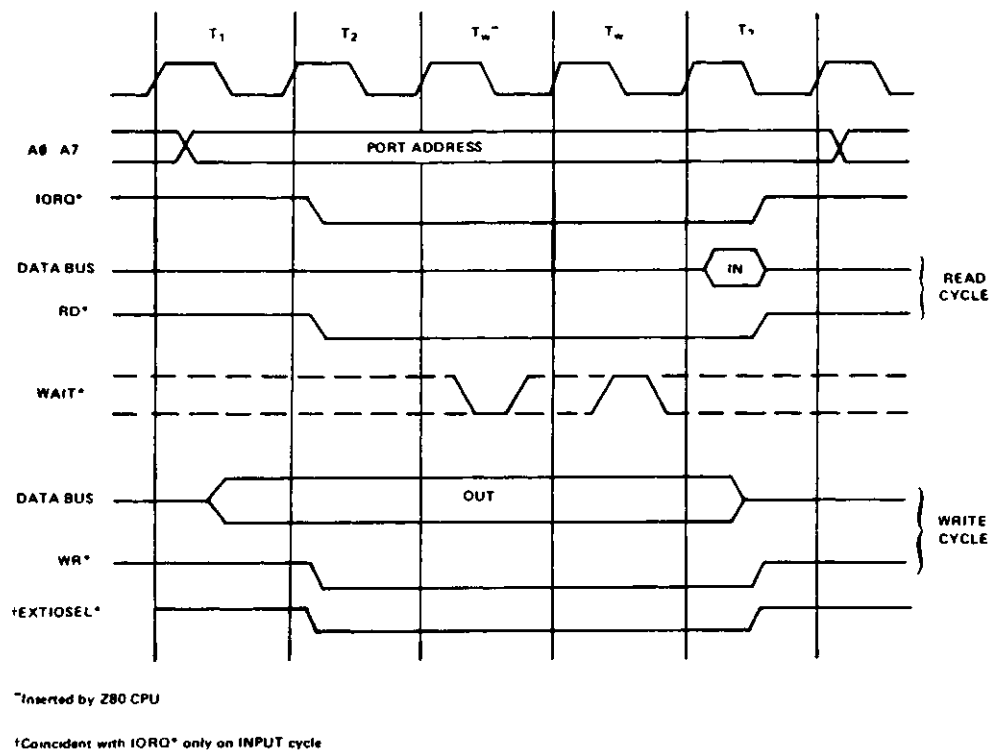 T1 T2 Tw- Tw T3
A0 A7 PORT ADDRESS
IORQ*
DATA BUS IN
READ
CYCLE
RD*
WAIT*
DATA BUS OUT
WRITE
CYCLE
WR*
†EXTIOSEL*
-Inserted by Z80 CPU
†Coincident with IORQ* only on INPUT cycle